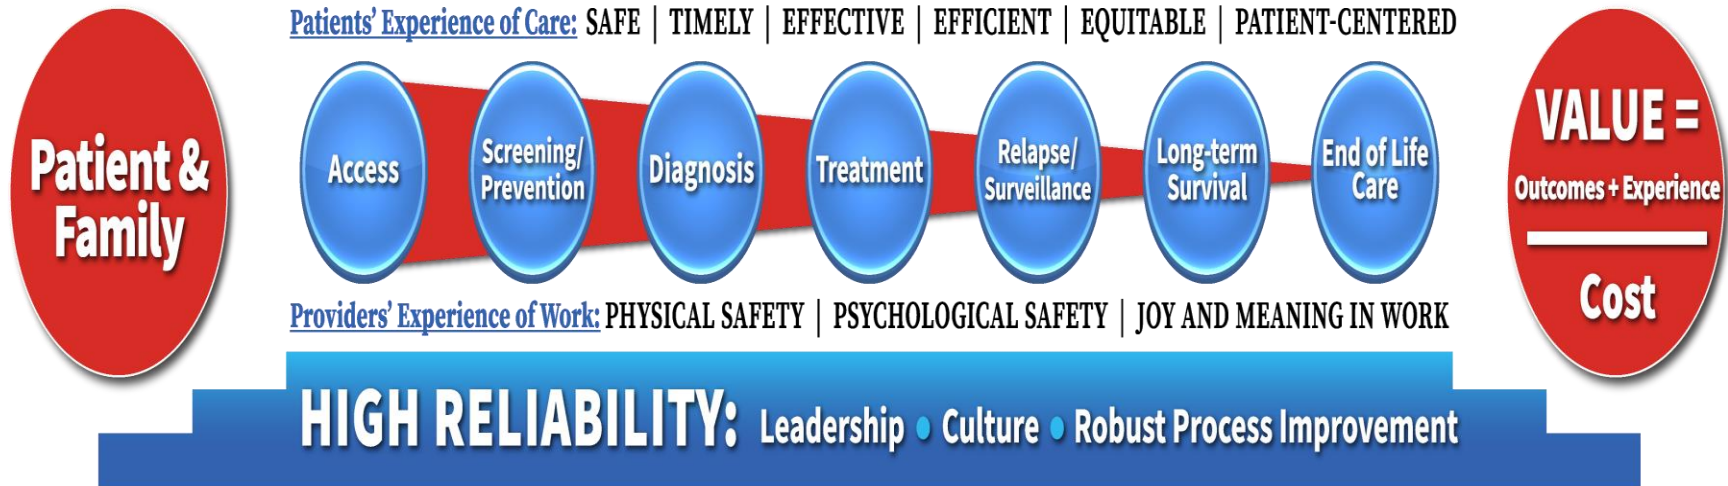 Patients' Experience of Care: SAFE | TIMELY | EFFECTIVE | EFFICIENT | EQUITABLE | PATIENT-CENTERED
Patient &
Family
Access
Screening/
Prevention
Diagnosis
Treatment
Relapse/
Surveillance
Long-term
Survival
End of Life
Care
VALUE =
Outcomes + Experience
Cost
Providers' Experience of Work: PHYSICAL SAFETY | PSYCHOLOGICAL SAFETY | JOY AND MEANING IN WORK
HIGH RELIABILITY: Leadership • Culture • Robust Process Improvement